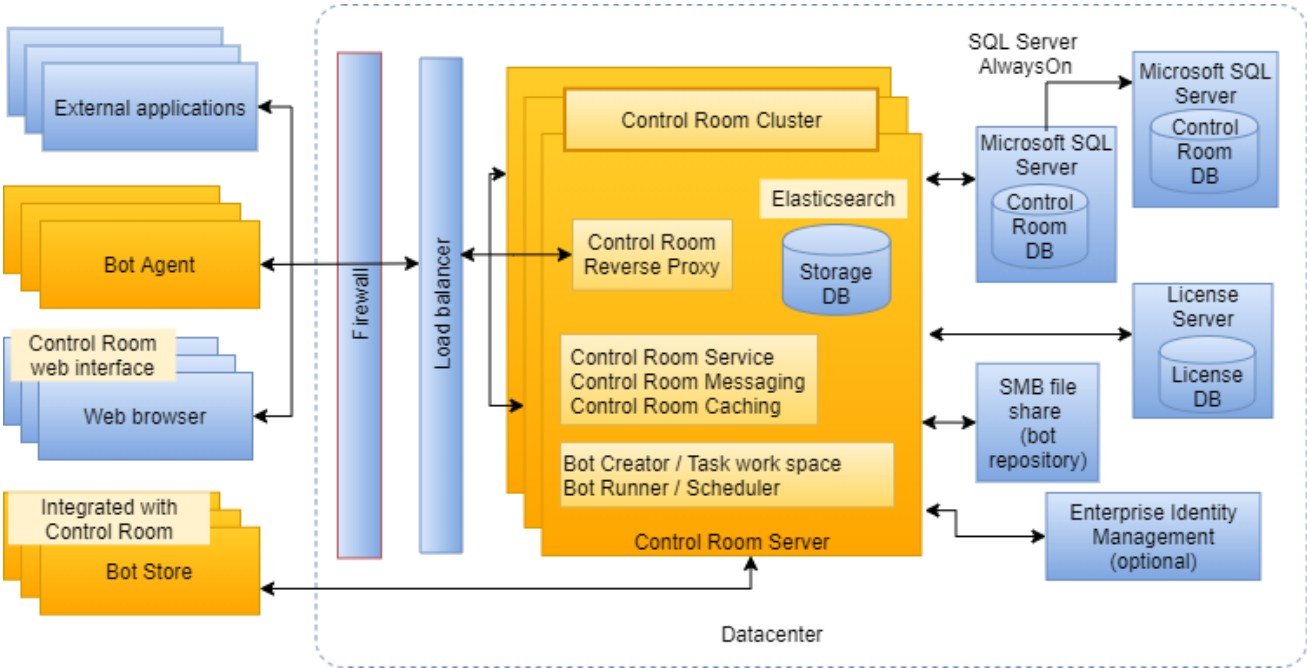 External applications
Bot Agent
Control Room
web interface
Web browser
Integrated with
Control Room
Bot Store
Firewall
Load balancer
Control Room Cluster
Elasticsearch
Storage
DB
Control Room
Reverse Proxy
Control Room Service
Control Room Messaging
Control Room Caching
Bot Creator / Task work space
Bot Runner / Scheduler
Control Room Server
SQL Server
AlwaysOn
Microsoft SQL
Server
Control
Room
DB
Microsoft SQL
Server
Control
Room
DB
License
Server
License
DB
SMB file
share
(bot
repository)
Enterprise Identity
Management
(optional)
Datacenter